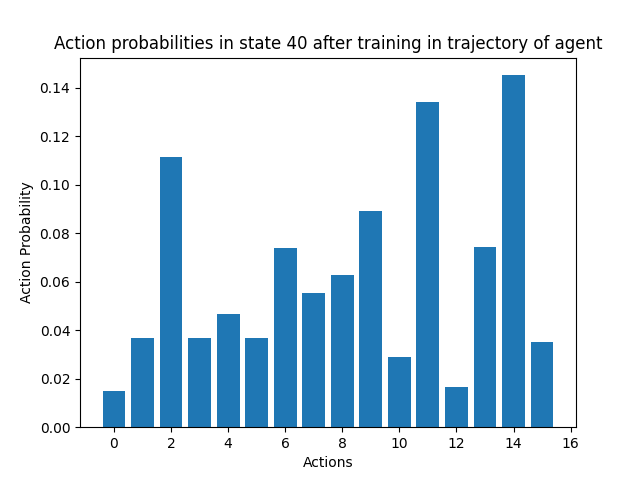 Action probabilities in state 40 after training in trajectory of agent
0.14
0.12
0.10
0.08
0.06
0.04
0.02
0.00
Action Probability
0 2 4 6 8 10 12 14 16
Actions